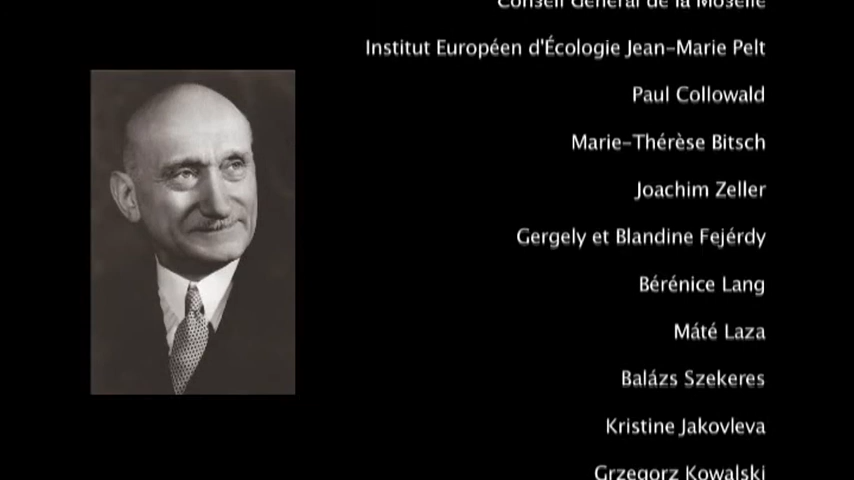 Conseil Général de la Moselle
Institut Européen d'Écologie Jean-Marie Pelt
Paul Collowald
Marie-Thérèse Bitsch
Joachim Zeller
Gergely et Blandine Fejérdy
Bérénice Lang
Máté Laza
Balázs Szekeres
Kristine Jakovleva
Grzegorz Kowalski